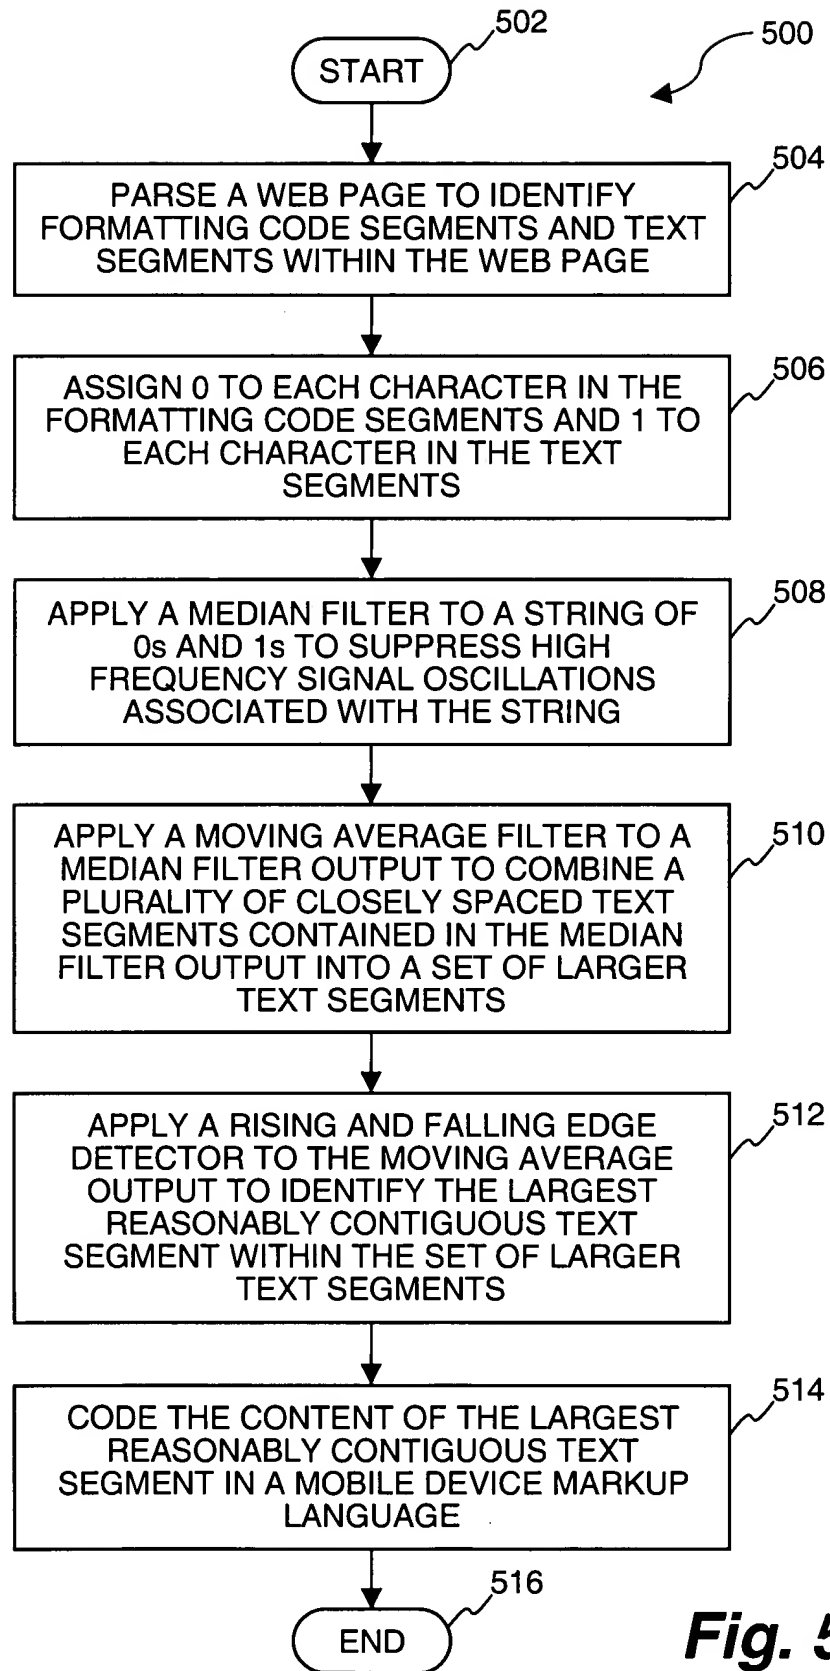 502
500
START
504
PARSE A WEB PAGE TO IDENTIFY
FORMATTING CODE SEGMENTS AND TEXT
SEGMENTS WITHIN THE WEB PAGE
506
ASSIGN 0 TO EACH CHARACTER IN THE
FORMATTING CODE SEGMENTS AND 1 TO
EACH CHARACTER IN THE TEXT
SEGMENTS
508
APPLY A MEDIAN FILTER TO A STRING OF
0s AND 1s TO SUPPRESS HIGH
FREQUENCY SIGNAL OSCILLATIONS
ASSOCIATED WITH THE STRING
510
APPLY A MOVING AVERAGE FILTER TO A
MEDIAN FILTER OUTPUT TO COMBINE A
PLURALITY OF CLOSELY SPACED TEXT
SEGMENTS CONTAINED IN THE MEDIAN
FILTER OUTPUT INTO A SET OF LARGER
TEXT SEGMENTS
512
APPLY A RISING AND FALLING EDGE
DETECTOR TO THE MOVING AVERAGE
OUTPUT TO IDENTIFY THE LARGEST
REASONABLY CONTIGUOUS TEXT
SEGMENT WITHIN THE SET OF LARGER
TEXT SEGMENTS
514
CODE THE CONTENT OF THE LARGEST
REASONABLY CONTIGUOUS TEXT
SEGMENT IN A MOBILE DEVICE MARKUP
LANGUAGE
516
END
Fig. 5